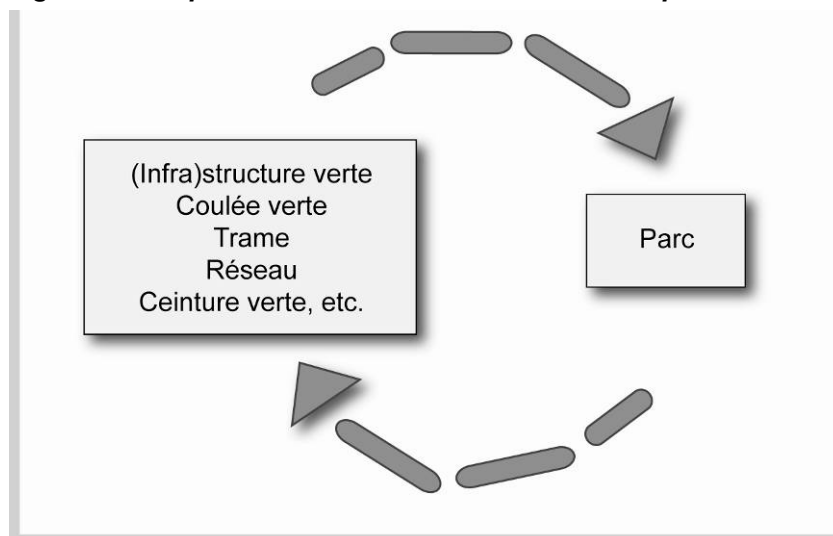 (Infra)structure verte
Coulée verte
Trame
Réseau
Ceinture verte, etc.
Parc